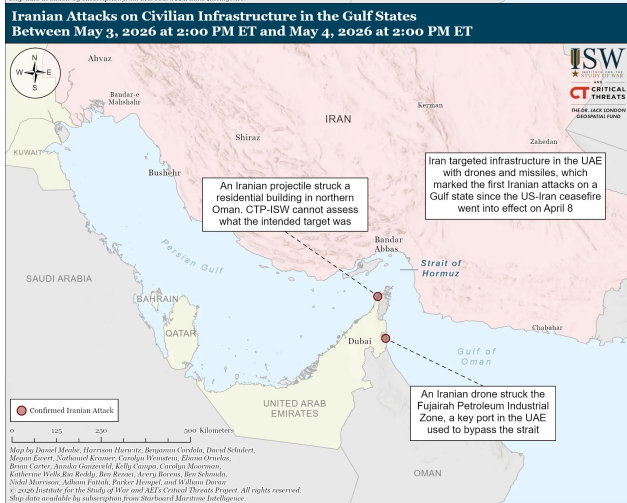 Iranian Attacks on Civilian Infrastructure in the Gulf States
Between May 3, 2026 at 2:00 PM ET and May 4, 2026 at 2:00 PM ET
N
W
E
S
ISW
INSTITUTE FOR THE
STUDY OF WAR
AND
CT CRITICAL
THREATS
THE DR. JACK LONDON
GEOSPATIAL FUND
Ahvaz
Bandar-e
Mahshahr
IRAN
Kerman
Shiraz
Zahedan
KUWAIT
Bushehr
Iran targeted infrastructure in the UAE
with drones and missiles, which
marked the first Iranian attacks on a
Gulf state since the US-Iran ceasefire
went into effect on April 8
An Iranian projectile struck a
residential building in northern
Oman. CTP-ISW cannot assess
what the intended target was
Persian Gulf
Bandar
Abbas
Strait of
Hormuz
SAUDI ARABIA
BAHRAIN
QATAR
Dubai
Chabahar
Gulf of
Oman
UNITED ARAB
EMIRATES
An Iranian drone struck the
Fujairah Petroleum Industrial
Zone, a key port in the UAE
used to bypass the strait
OMAN
Confirmed Iranian Attack
0 125 250 500 Kilometers
Map by Daniel Mealie, Harrison Hurwitz, Benjamin Cordola, David Schulert,
Megan Ewert, Nathaniel Kramer, Carolyn Weinstein, Eliana Ornelas,
Brian Carter, Annika Ganzeveld, Kelly Campa, Carolyn Moorman,
Katherine Wells, Ria Reddy, Ben Rezaei, Avery Borens, Ben Schmida,
Nidal Morrison, Adham Fattah, Parker Hempel, and William Doran
© 2026 Institute for the Study of War and AEI's Critical Threats Project. All rights reserved.
Ship data available by subscription from Starboard Maritime Intelligence.